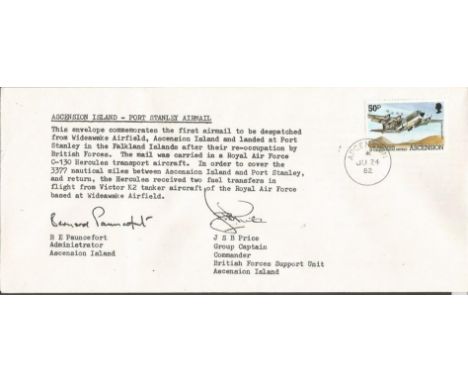 ASCENSION ISLAND - PORT STANLEY AIRMAIL
This envelope commemorates the first airmail to be despatched
from Wideawake Airfield, Ascension Island and landed at Port
Stanley in the Falkland Islands after their re-occupation by
British Forces. The mail was carried in a Royal Air Force
C-130 Hercules transport aircraft. In order to cover the
3377 nautical miles between Ascension Island and Port Stanley,
and return, the Hercules received two fuel transfers in
flight from Victor K2 tanker aircraft of the Royal Air Force
based at Wideawake Airfield.
Bernard Pauncefort
B E Pauncefort
Administrator
Ascension Island
J S B Price
Group Captain
Commander
British Forces Support Unit
Ascension Island
50p
ASCENSION
ASCENSION
JU 24
82